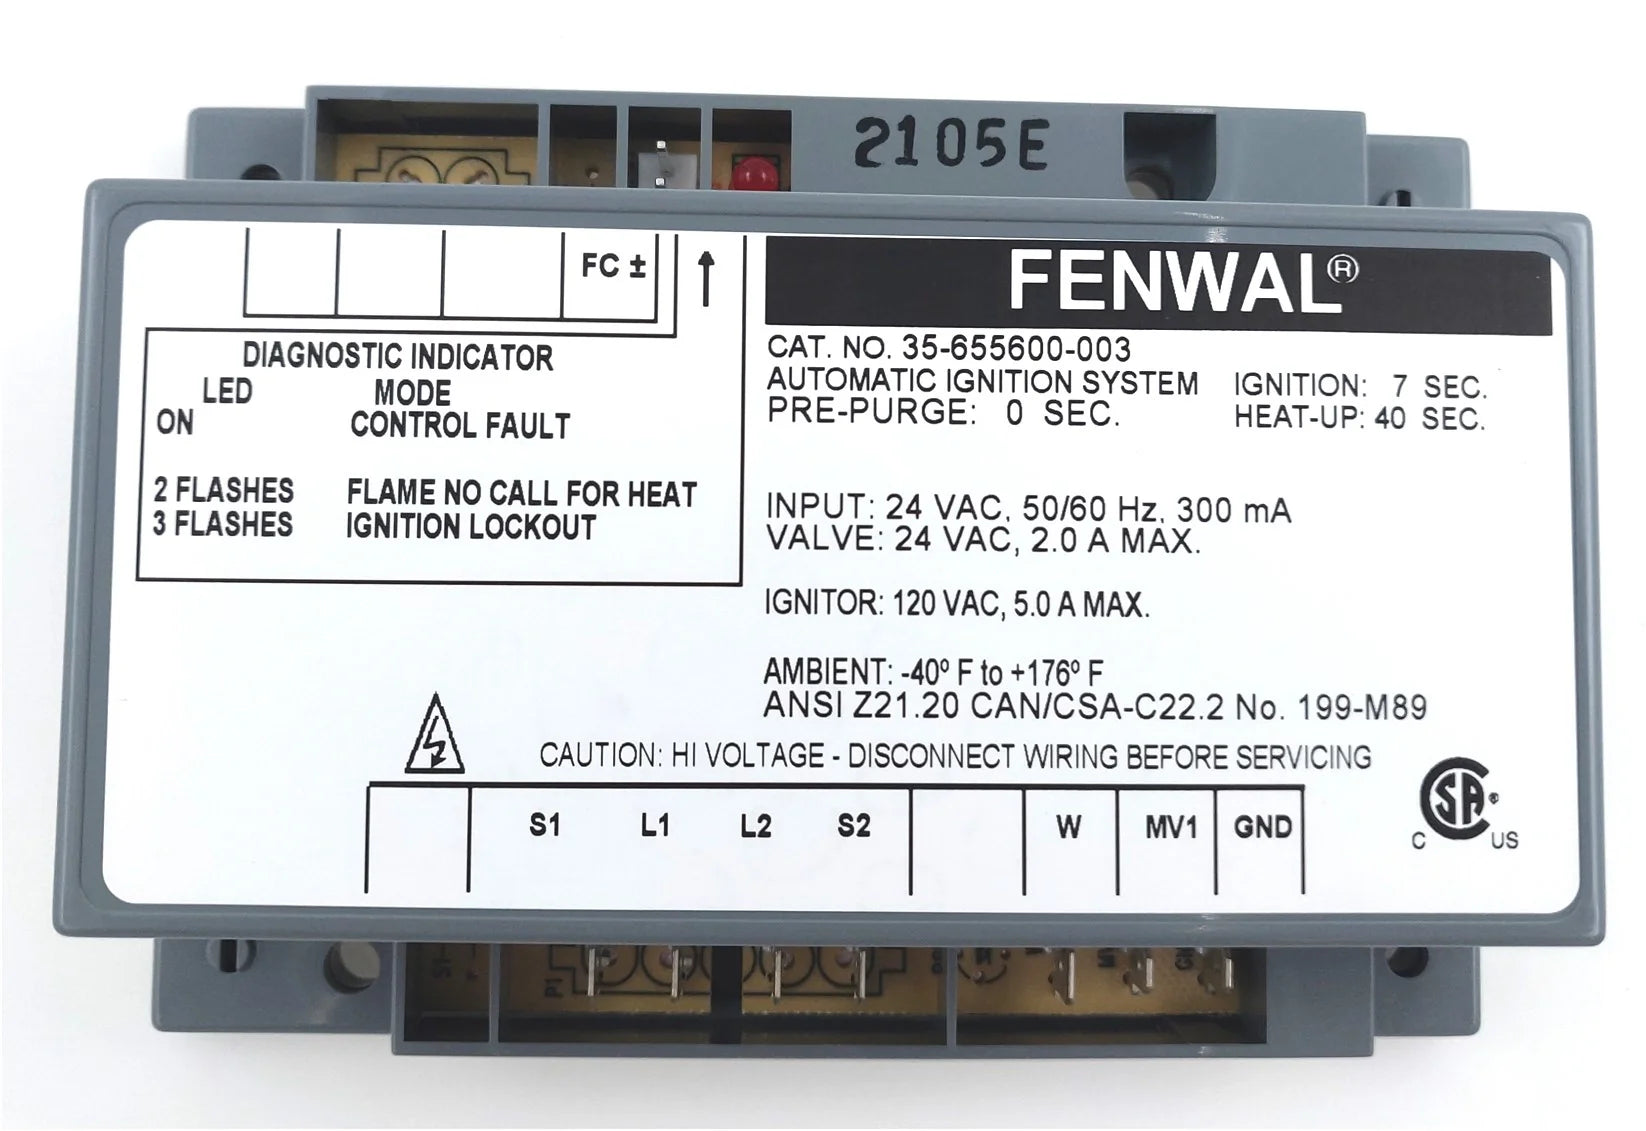 2105E
FC ±
FENWAL®
DIAGNOSTIC INDICATOR
LED MODE
ON CONTROL FAULT
2 FLASHES FLAME NO CALL FOR HEAT
3 FLASHES IGNITION LOCKOUT
CAT. NO. 35-655600-003
AUTOMATIC IGNITION SYSTEM IGNITION: 7 SEC.
PRE-PURGE: 0 SEC. HEAT-UP: 40 SEC.
INPUT: 24 VAC, 50/60 Hz, 300 mA
VALVE: 24 VAC, 2.0 A MAX.
IGNITOR: 120 VAC, 5.0 A MAX.
AMBIENT: -40º F to +176º F
ANSI Z21.20 CAN/CSA-C22.2 No. 199-M89
CAUTION: HI VOLTAGE - DISCONNECT WIRING BEFORE SERVICING
S1 L1 L2 S2 W MV1 GND
CSA®
C US
P1